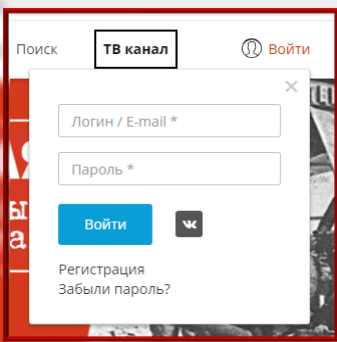 Поиск
ТВ канал
Войти
Логин / E-mail *
Пароль *
Войти
Регистрация
Забыли пароль?